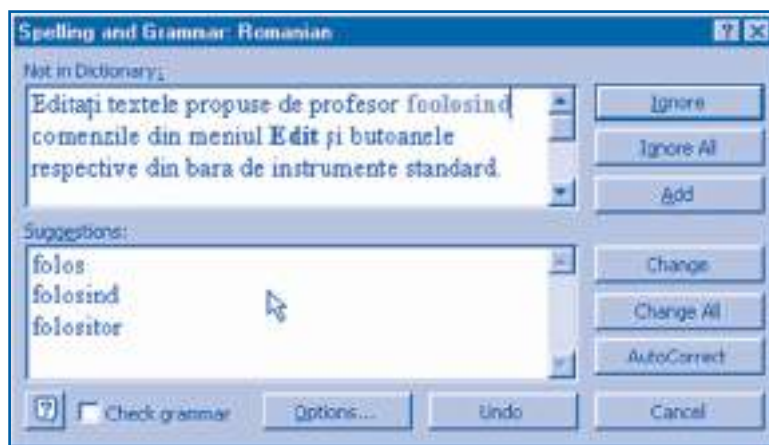 Spelling and Grammar: Romanian
Not in Dictionary:
Editați textele propuse de profesor foolosind
comenzile din meniul Edit și butoanele
respective din bara de instrumente standard.
Ignore
Ignore All
Add
Suggestions:
folos
folosind
folositor
Change
Change All
AutoCorrect
Check grammar
Options...
Undo
Cancel